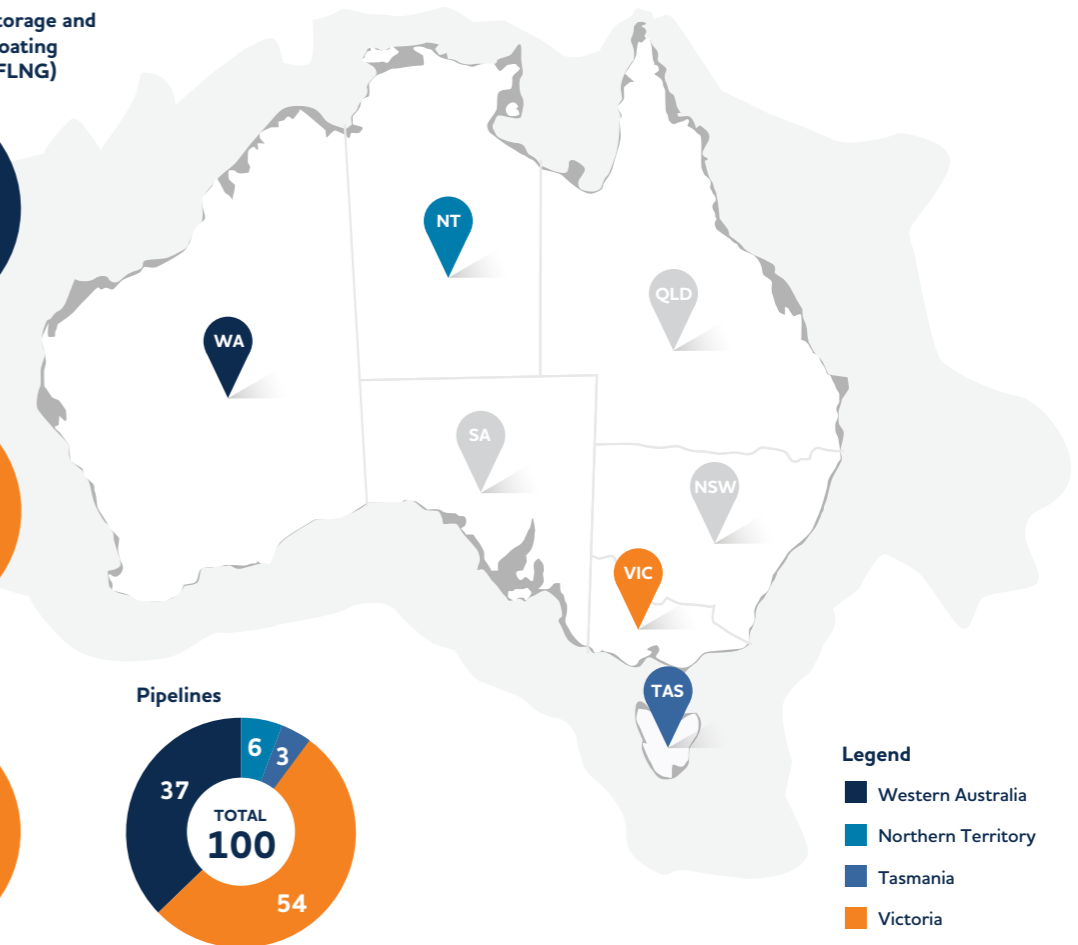 torage and
oating
FLNG)
NT
QLD
WA
SA
NSW
VIC
TAS
Pipelines
6
3
37
TOTAL
100
54
Legend
Western Australia
Northern Territory
Tasmania
Victoria